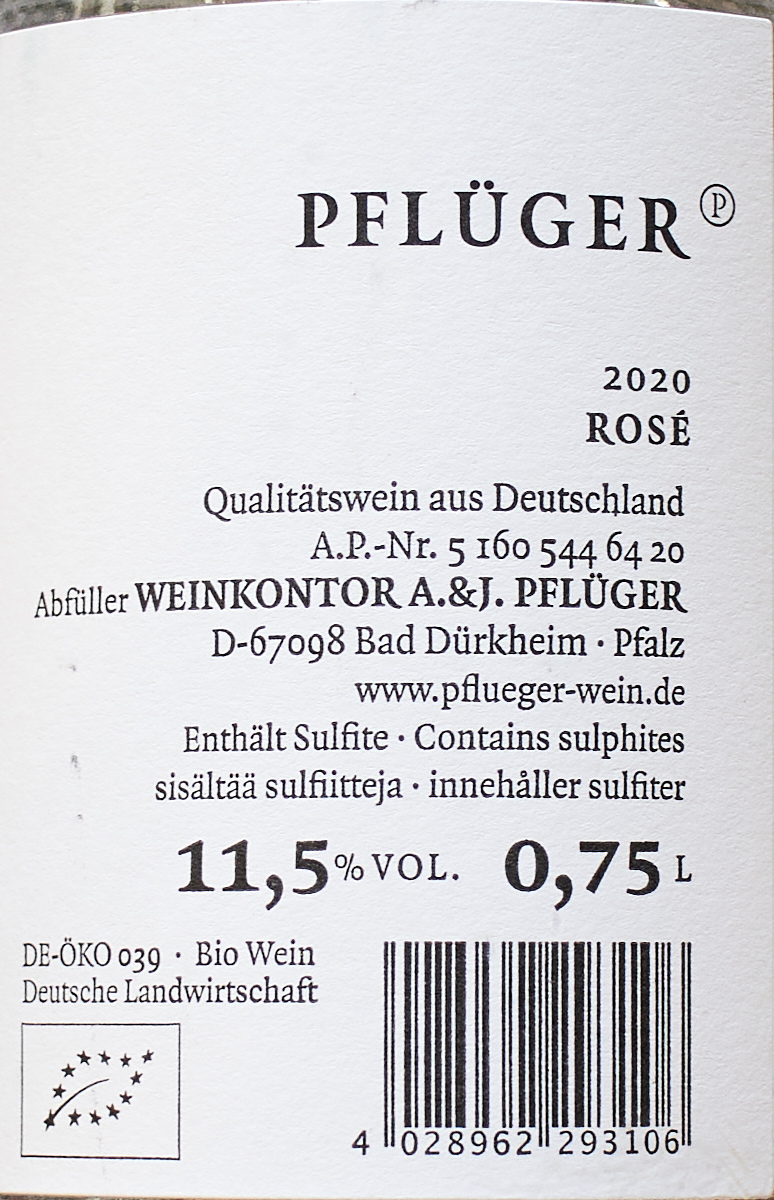 PFLÜGER Ⓟ
2020
ROSÉ
Qualitätswein aus Deutschland
A.P.-Nr. 5 160 544 64 20
Abfüller WEINKONTOR A.&J. PFLÜGER
D-67098 Bad Dürkheim · Pfalz
www.pflueger-wein.de
Enthält Sulfite · Contains sulphites
sisältää sulfiitteja · innehåller sulfiter
11,5% VOL. 0,75 L
DE-ÖKO 039 · Bio Wein
Deutsche Landwirtschaft
4 028962 293106